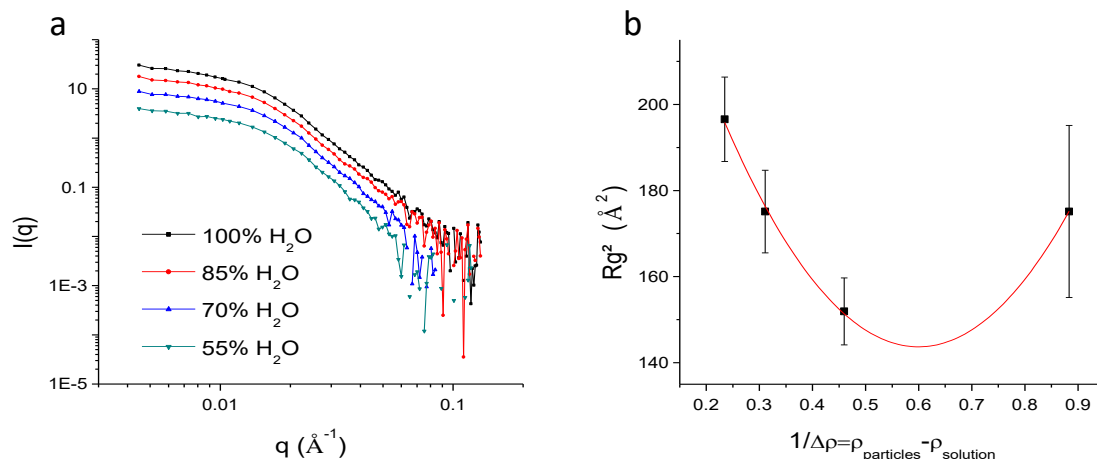 a
I(q)
10
0.1
1E-3
1E-5
100% H₂O
85% H₂O
70% H₂O
55% H₂O
0.01
0.1
q (Å⁻¹)
b
Rg² (Å²)
200
180
160
140
0.2 0.3 0.4 0.5 0.6 0.7 0.8 0.9
1/Δρ=ρparticles-ρsolution